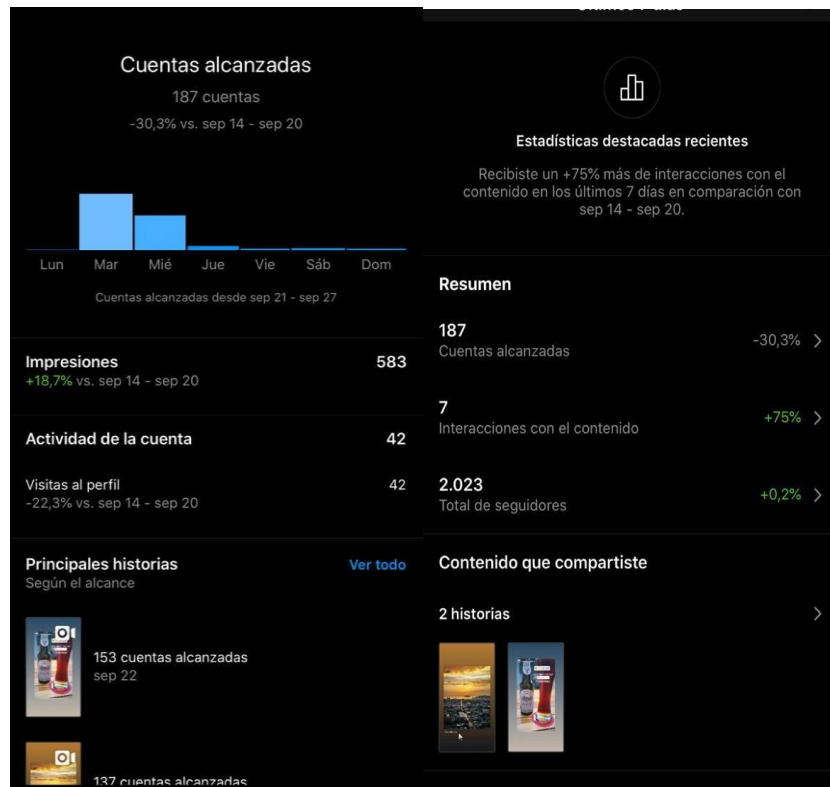 Cuentas alcanzadas
187 cuentas
-30,3% vs. sep 14 - sep 20
Lun Mar Mié Jue Vie Sáb Dom
Cuentas alcanzadas desde sep 21 - sep 27
Impresiones 583
+18,7% vs. sep 14 - sep 20
Actividad de la cuenta 42
Visitas al perfil 42
-22,3% vs. sep 14 - sep 20
Principales historias Ver todo
Según el alcance
153 cuentas alcanzadas
sep 22
137 cuentas alcanzadas
Estadísticas destacadas recientes
Recibiste un +75% más de interacciones con el
contenido en los últimos 7 días en comparación con
sep 14 - sep 20.
Resumen
187
Cuentas alcanzadas -30,3%
7
Interacciones con el contenido +75%
2.023
Total de seguidores +0,2%
Contenido que compartiste
2 historias